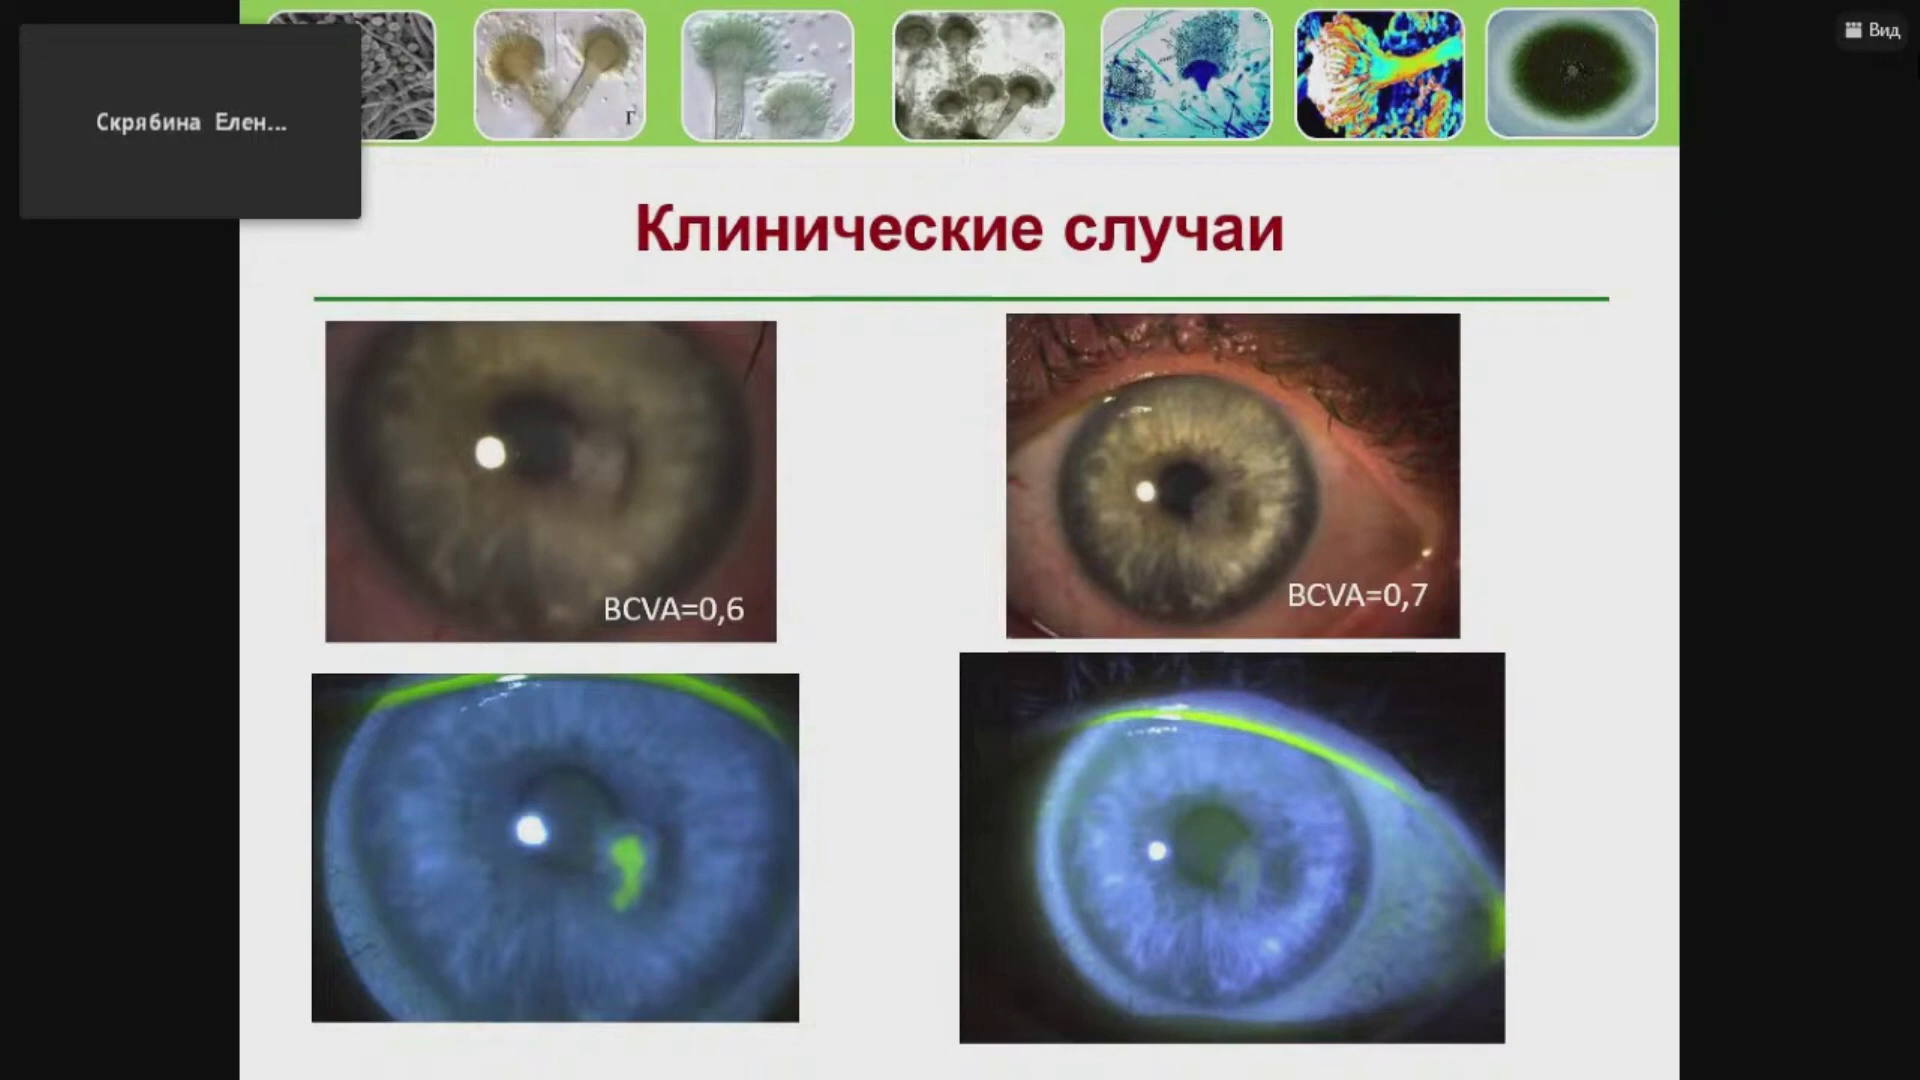 Скрябина Елен...
Вид
г
Клинические случаи
BCVA=0,6
BCVA=0,7